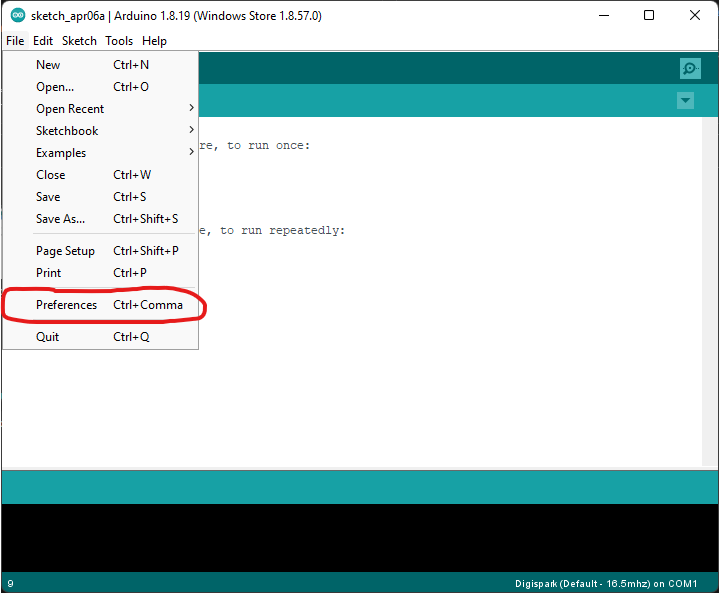 sketch_apr06a | Arduino 1.8.19 (Windows Store 1.8.57.0)
File Edit Sketch Tools Help
New Ctrl+N
Open... Ctrl+O
Open Recent
Sketchbook
Examples
re, to run once:
Close Ctrl+W
Save Ctrl+S
Save As... Ctrl+Shift+S
e, to run repeatedly:
Page Setup Ctrl+Shift+P
Print Ctrl+P
Preferences Ctrl+Comma
Quit Ctrl+Q
9 Digispark (Default - 16.5mhz) on COM1